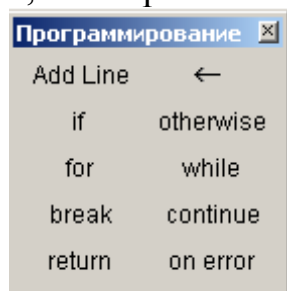 Программирование
Add Line ←
if otherwise
for while
break continue
return on error